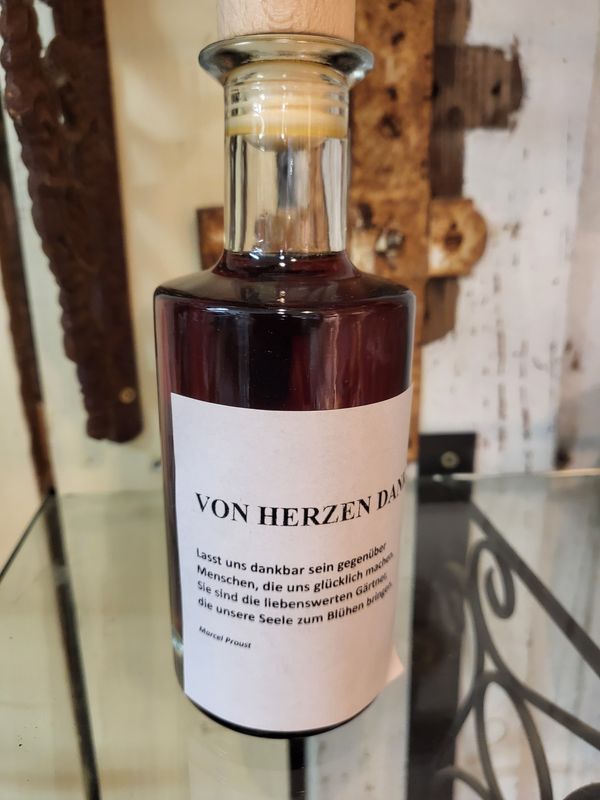 VON HERZEN DANK
Lasst uns dankbar sein gegenüber
Menschen, die uns glücklich machen.
Sie sind die liebenswerten Gärtner,
die unsere Seele zum Blühen bringen.
Marcel Proust